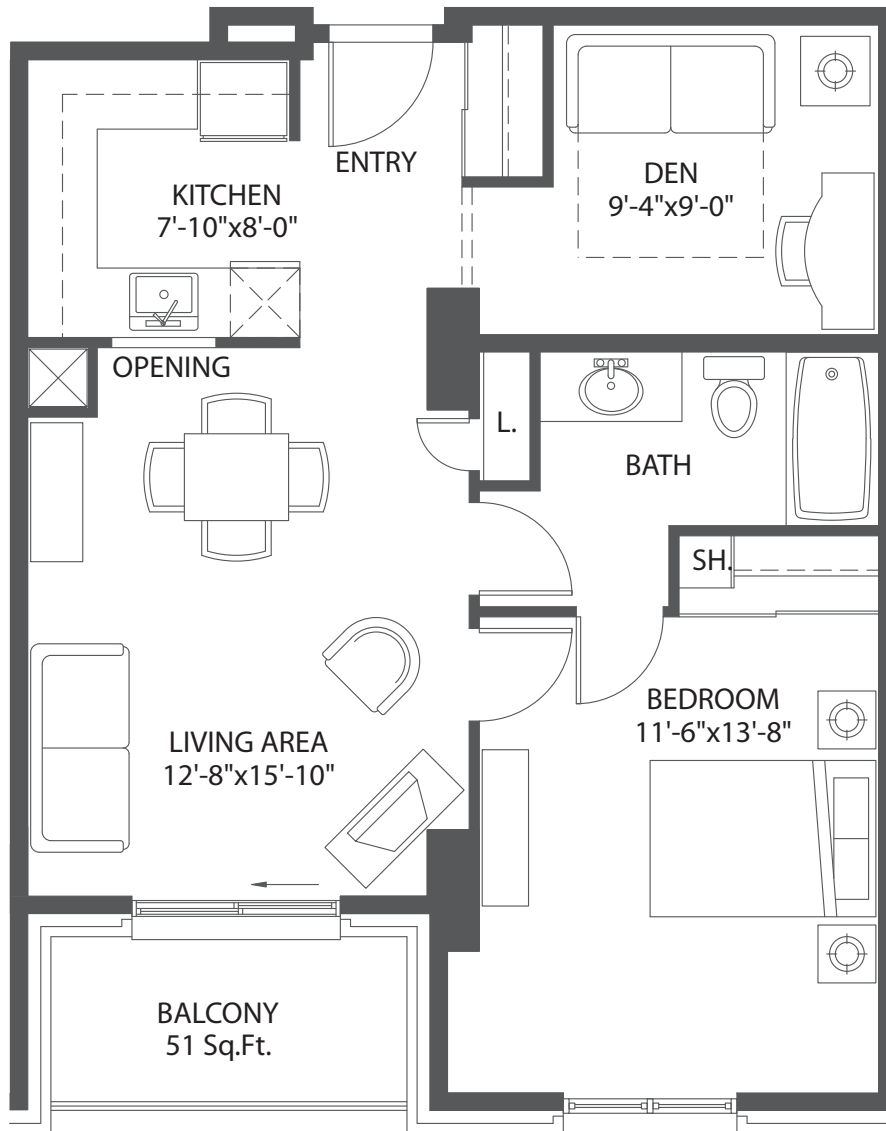 ENTRY
KITCHEN
7'-10"x8'-0"
DEN
9'-4"x9'-0"
OPENING
L.
BATH
SH.
BEDROOM
11'-6"x13'-8"
LIVING AREA
12'-8"x15'-10"
BALCONY
51 Sq.Ft.